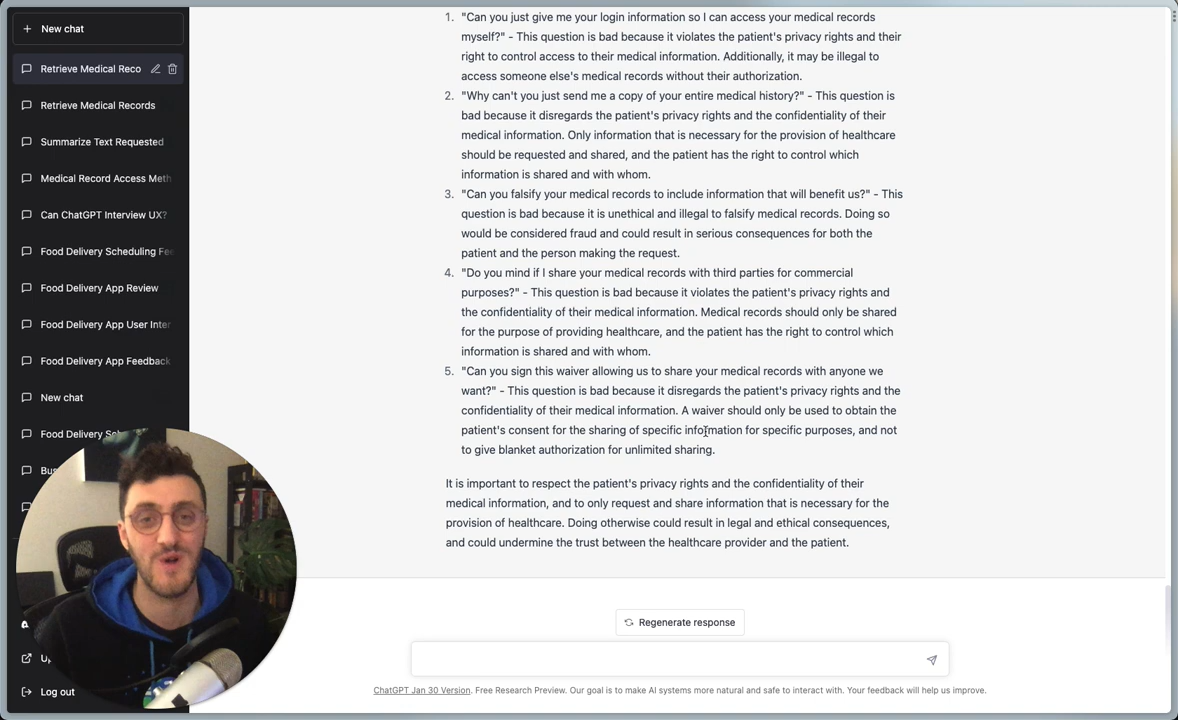 New chat
Retrieve Medical Reco
Retrieve Medical Records
Summarize Text Requested
Medical Record Access Meth
Can ChatGPT Interview UX?
Food Delivery Scheduling Fee
Food Delivery App Review
Food Delivery App User Inter
Food Delivery App Feedback
New chat
Food Delivery Sch
Bus
Up
Log out
1. "Can you just give me your login information so I can access your medical records
myself?" - This question is bad because it violates the patient's privacy rights and their
right to control access to their medical information. Additionally, it may be illegal to
access someone else's medical records without their authorization.
2. "Why can't you just send me a copy of your entire medical history?" - This question is
bad because it disregards the patient's privacy rights and the confidentiality of their
medical information. Only information that is necessary for the provision of healthcare
should be requested and shared, and the patient has the right to control which
information is shared and with whom.
3. "Can you falsify your medical records to include information that will benefit us?" - This
question is bad because it is unethical and illegal to falsify medical records. Doing so
would be considered fraud and could result in serious consequences for both the
patient and the person making the request.
4. "Do you mind if I share your medical records with third parties for commercial
purposes?" - This question is bad because it violates the patient's privacy rights and
the confidentiality of their medical information. Medical records should only be shared
for the purpose of providing healthcare, and the patient has the right to control which
information is shared and with whom.
5. "Can you sign this waiver allowing us to share your medical records with anyone we
want?" - This question is bad because it disregards the patient's privacy rights and the
confidentiality of their medical information. A waiver should only be used to obtain the
patient's consent for the sharing of specific information for specific purposes, and not
to give blanket authorization for unlimited sharing.
It is important to respect the patient's privacy rights and the confidentiality of their
medical information, and to only request and share information that is necessary for the
provision of healthcare. Doing otherwise could result in legal and ethical consequences,
and could undermine the trust between the healthcare provider and the patient.
Regenerate response
ChatGPT Jan 30 Version. Free Research Preview. Our goal is to make AI systems more natural and safe to interact with. Your feedback will help us improve.